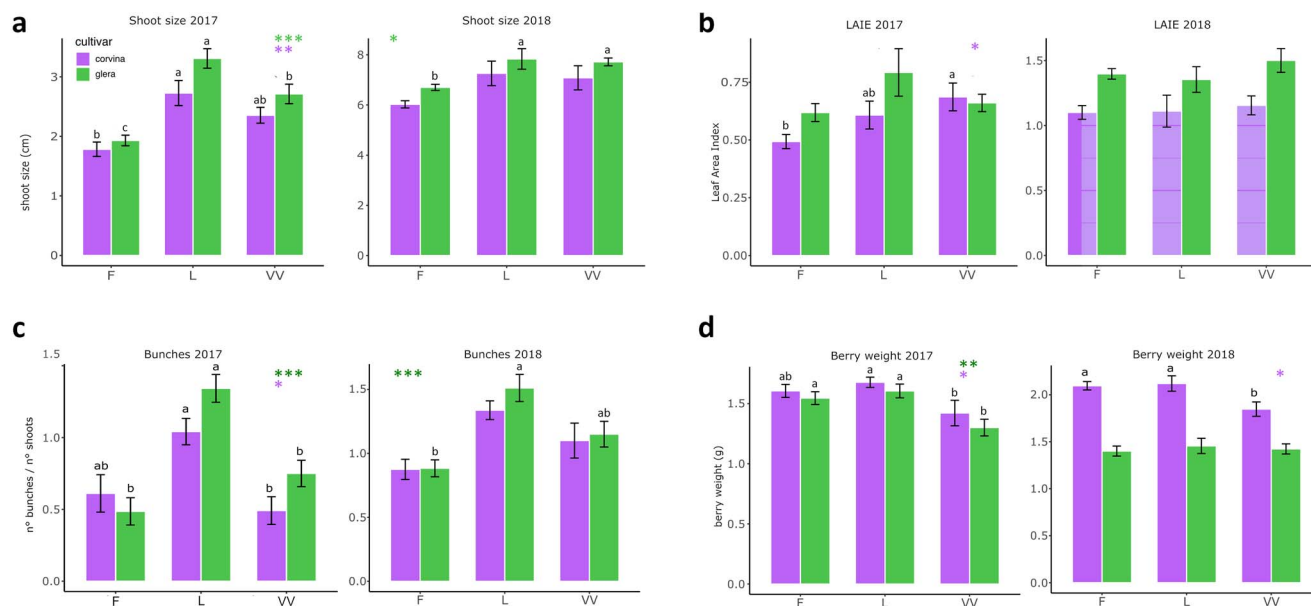 a
Shoot size 2017
Shoot size 2018
cultivar
corvina
glera
***
**
*
shoot size (cm)
3
2
1
0
b
c
a
a
ab
b
F
L
VV
8
6
4
2
0
b
a
a
F
L
VV
b
LAIE 2017
LAIE 2018
Leaf Area Index
0.75
0.50
0.25
0.00
b
ab
a
*
F
L
VV
1.5
1.0
1.5
0.0
F
L
VV
c
Bunches 2017
Bunches 2018
n° bunches / n° shoots
1.5
1.0
0.5
0.0
ab
b
a
a
b
b
***
*
F
L
VV
***
1.5
1.0
0.5
0.0
b
a
ab
F
L
VV
d
Berry weight 2017
Berry weight 2018
berry weight (g)
1.5
1.0
1.5
0.0
ab
a
a
a
b
b
**
*
F
L
VV
2.0
1.5
2.0
1.5
0.0
a
a
b
*
F
L
VV